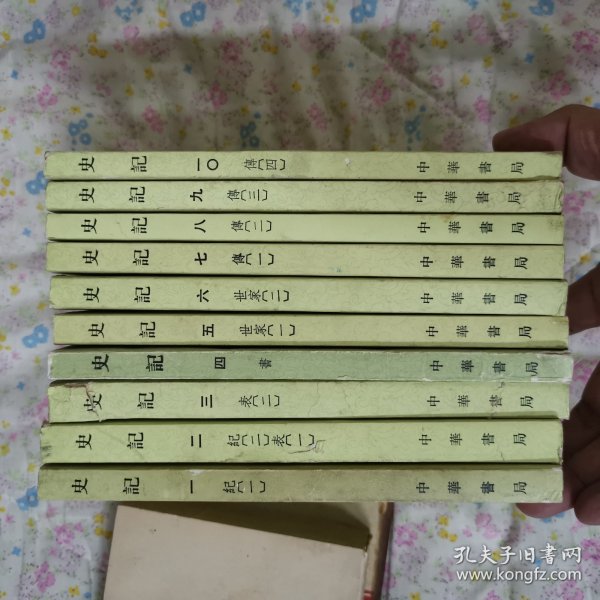 史記 一〇 傳(四) 中華書局
史記 九 傳(三) 中華書局
史記 八 傳(二) 中華書局
史記 七 傳(一) 中華書局
史記 六 世家(二) 中華書局
史記 五 世家(一) 中華書局
史記 四 書 中華書局
史記 三 表(二) 中華書局
史記 二 紀(二)表(一) 中華書局
史記 一 紀(一) 中華書局
孔夫子旧书网
www.kongfz.com